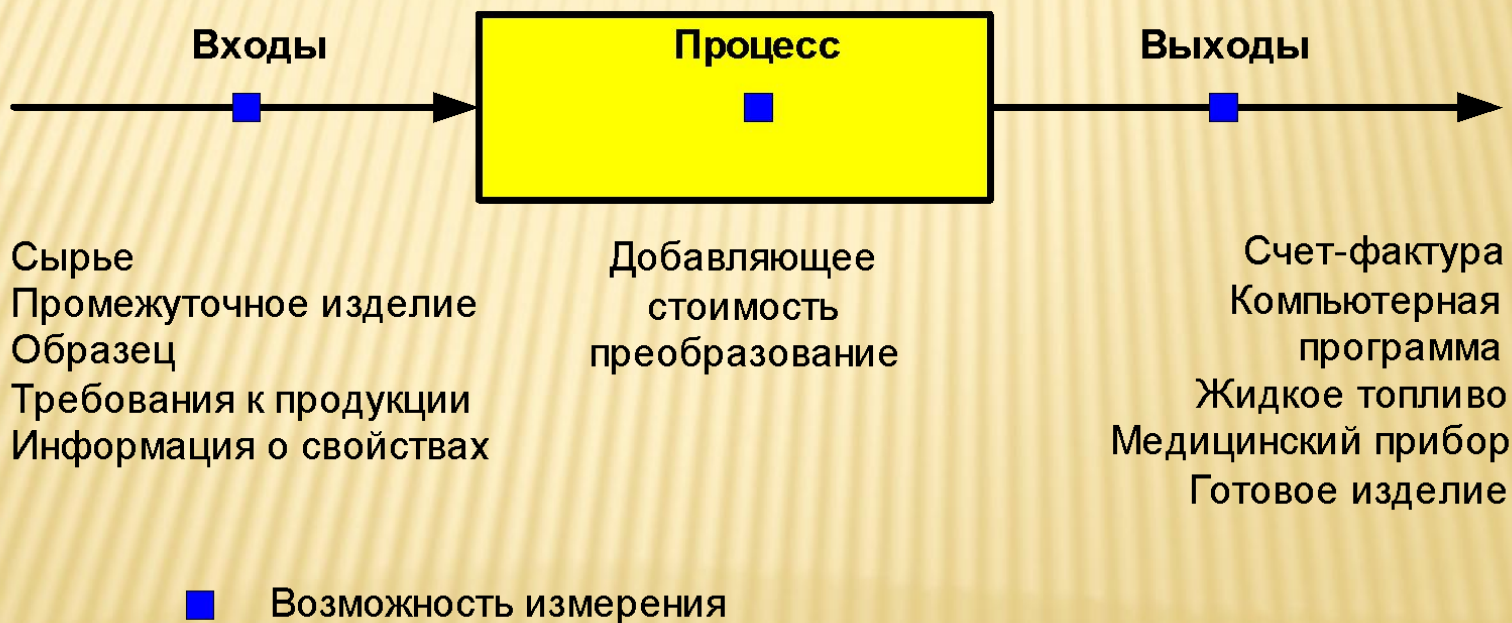 Входы
Процесс
Выходы
Сырье
Промежуточное изделие
Образец
Требования к продукции
Информация о свойствах
Добавляющее
стоимость
преобразование
Счет-фактура
Компьютерная
программа
Жидкое топливо
Медицинский прибор
Готовое изделие
Возможность измерения